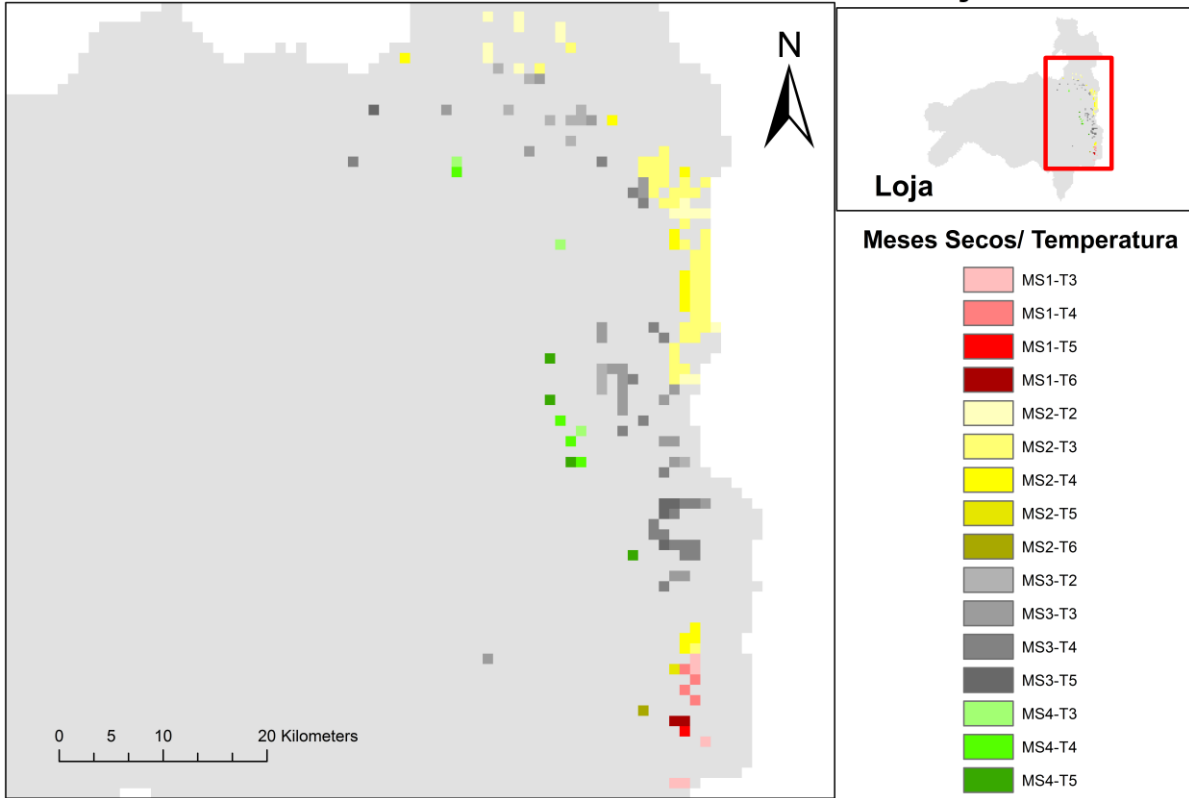 N
Loja
Meses Secos/ Temperatura
MS1-T3
MS1-T4
MS1-T5
MS1-T6
MS2-T2
MS2-T3
MS2-T4
MS2-T5
MS2-T6
MS3-T2
MS3-T3
MS3-T4
MS3-T5
MS4-T3
MS4-T4
MS4-T5
0 5 10 20 Kilometers